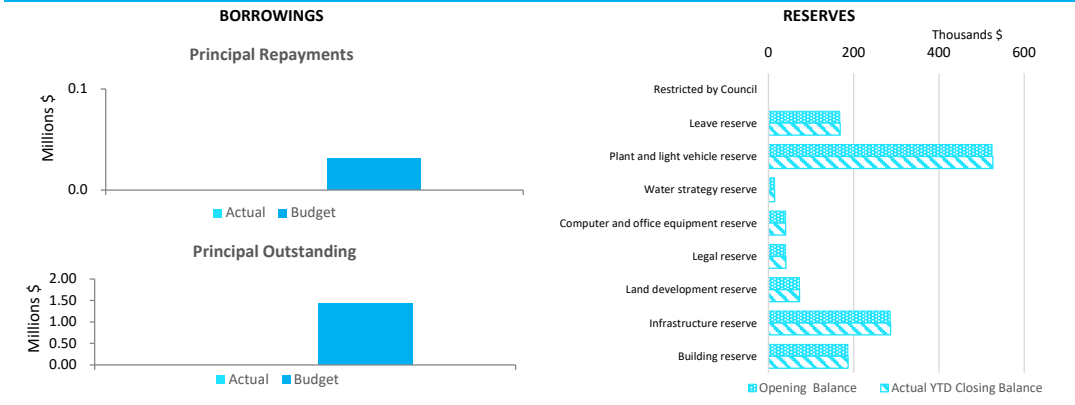 BORROWINGS
Principal Repayments
Millions $
0.1
0.0
Actual Budget
Principal Outstanding
Millions $
2.00
1.50
1.00
0.50
0.00
Actual Budget
RESERVES
Thousands $
0 200 400 600
Restricted by Council
Leave reserve
Plant and light vehicle reserve
Water strategy reserve
Computer and office equipment reserve
Legal reserve
Land development reserve
Infrastructure reserve
Building reserve
Opening Balance Actual YTD Closing Balance